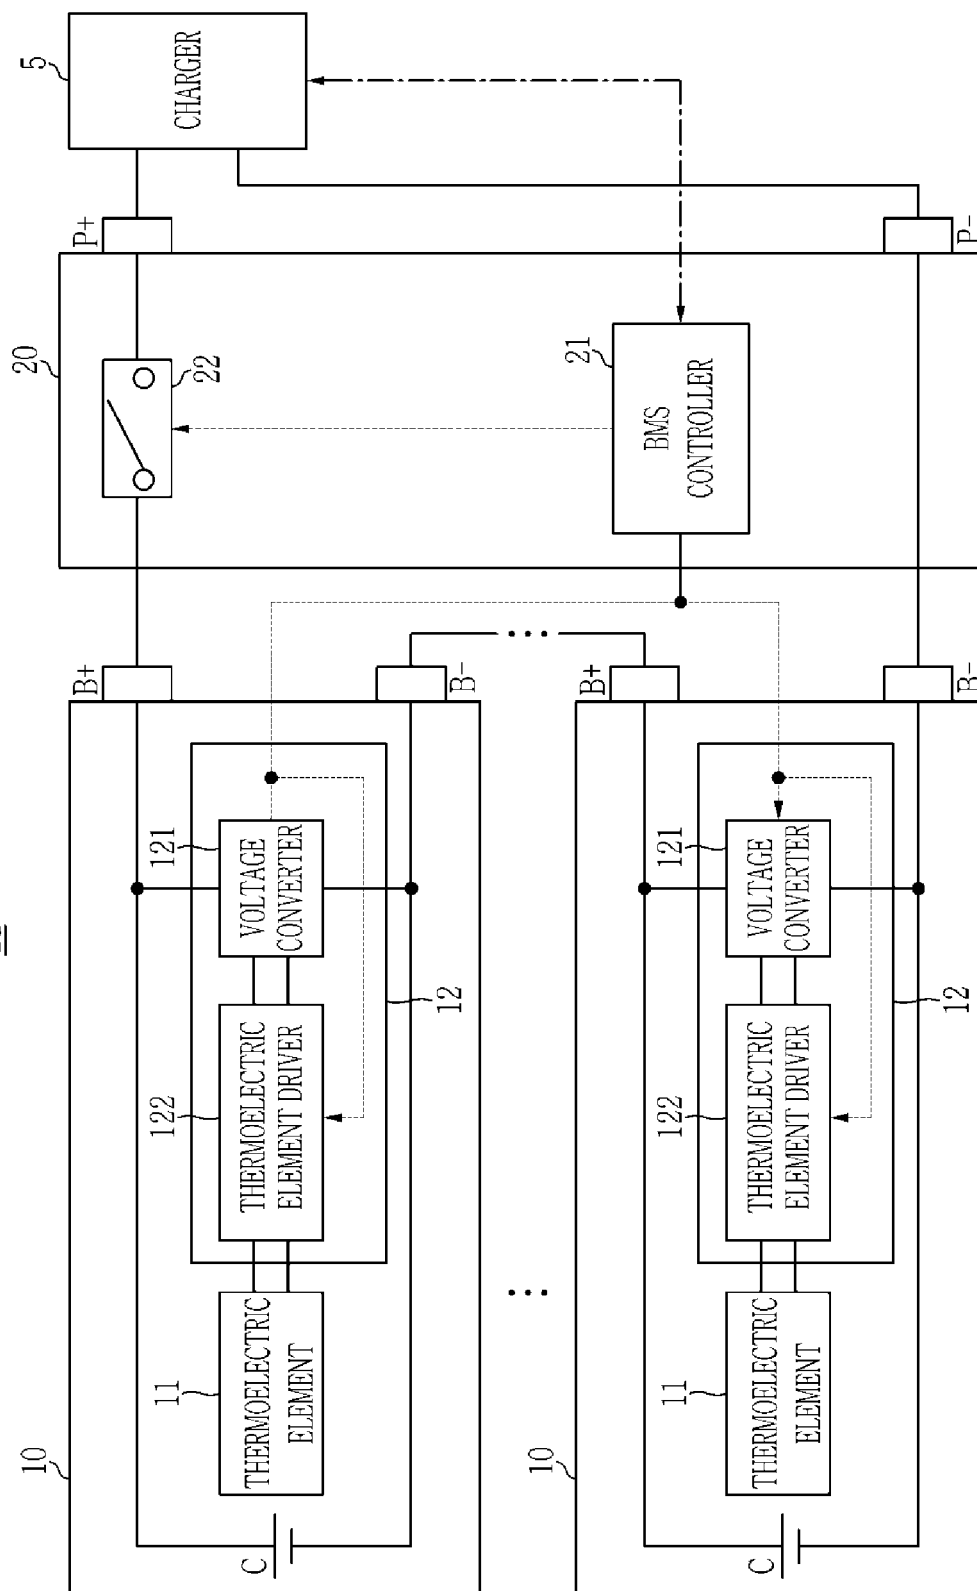 5
CHARGER
P+
P-
20
22
21
BMS
CONTROLLER
B+
B-
B+
B-
10
C
11
THERMOELECTRIC
ELEMENT
122
THERMOELECTRIC
ELEMENT DRIVER
121
VOLTAGE
CONVERTER
12
10
C
11
THERMOELECTRIC
ELEMENT
122
THERMOELECTRIC
ELEMENT DRIVER
121
VOLTAGE
CONVERTER
12